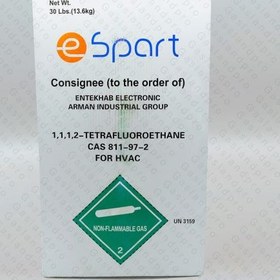 Net Wt.
30 Lbs.(13.6kg)
eSpart
Consignee (to the order of)
ENTEKHAB ELECTRONIC
ARMAN INDUSTRIAL GROUP
1,1,1,2-TETRAFLUOROETHANE
CAS 811-97-2
FOR HVAC
NON-FLAMMABLE GAS
2
UN 3159